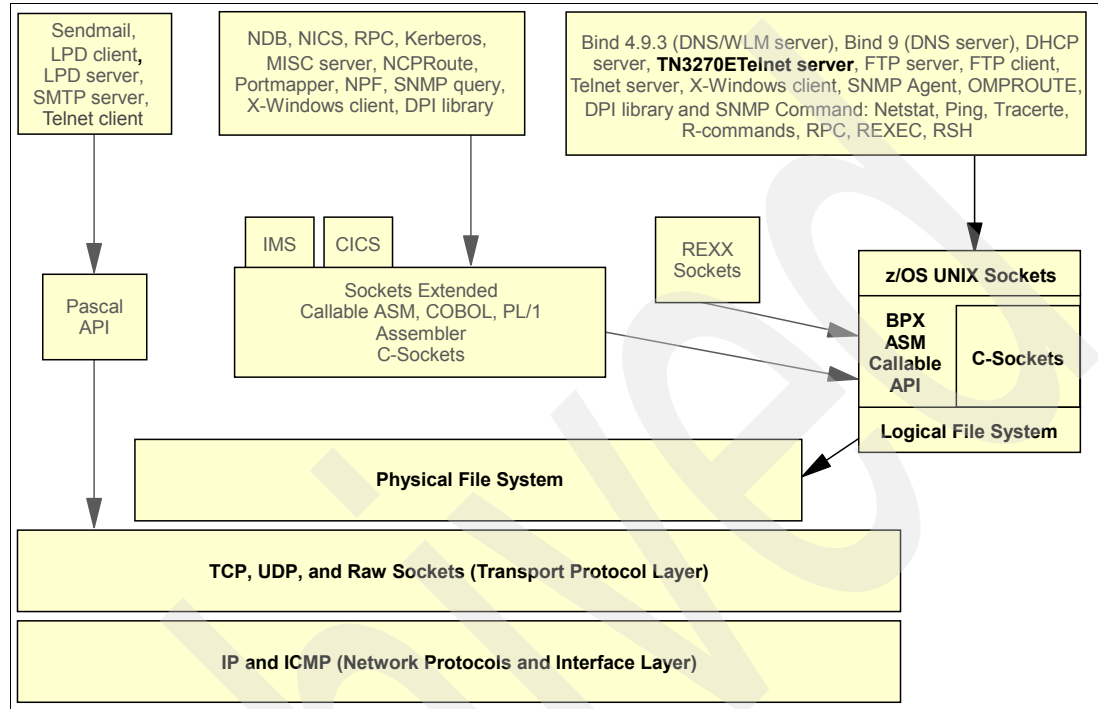 Sendmail,
LPD client,
LPD server,
SMTP server,
Telnet client
NDB, NICS, RPC, Kerberos,
MISC server, NCPRoute,
Portmapper, NPF, SNMP query,
X-Windows client, DPI library
Bind 4.9.3 (DNS/WLM server), Bind 9 (DNS server), DHCP
server, TN3270ETelnet server, FTP server, FTP client,
Telnet server, X-Windows client, SNMP Agent, OMPROUTE,
DPI library and SNMP Command: Netstat, Ping, Tracerte,
R-commands, RPC, REXEC, RSH
IMS
CICS
REXX
Sockets
Pascal
API
Sockets Extended
Callable ASM, COBOL, PL/1
Assembler
C-Sockets
z/OS UNIX Sockets
BPX
ASM
Callable
API
C-Sockets
Logical File System
Physical File System
TCP, UDP, and Raw Sockets (Transport Protocol Layer)
IP and ICMP (Network Protocols and Interface Layer)
hived